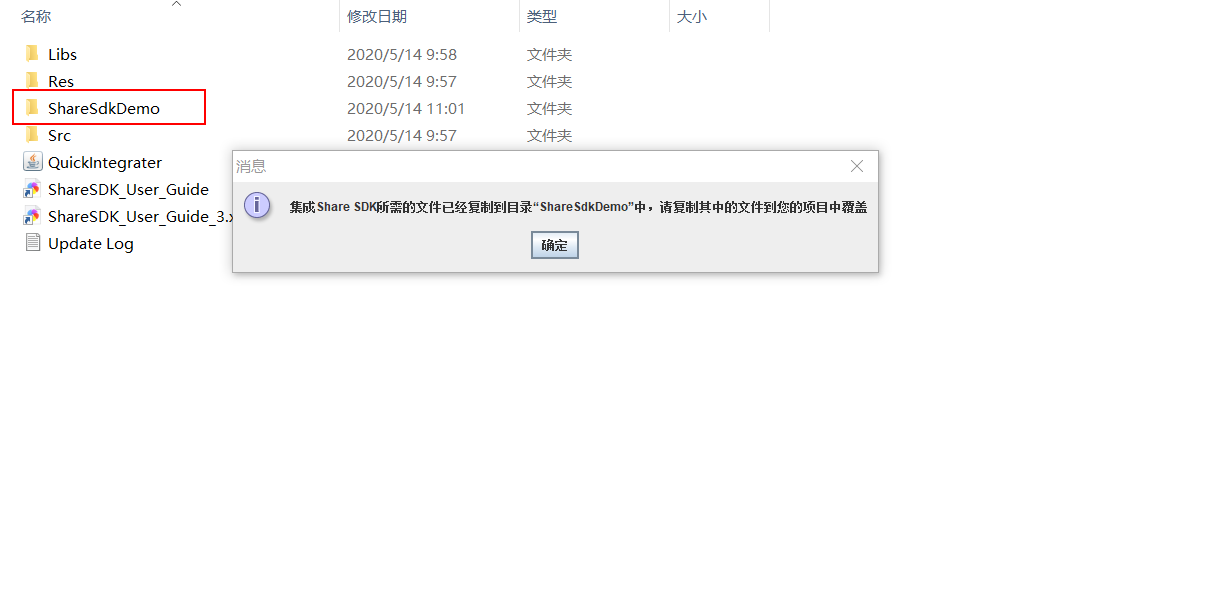 名称 修改日期 类型 大小
Libs 2020/5/14 9:58 文件夹
Res 2020/5/14 9:57 文件夹
ShareSdkDemo 2020/5/14 11:01 文件夹
Src 2020/5/14 9:57 文件夹
QuickIntegrater
ShareSDK_User_Guide
ShareSDK_User_Guide_3.x
Update Log
消息
集成Share SDK所需的文件已经复制到目录“ShareSdkDemo”中，请复制其中的文件到您的项目中覆盖
确定